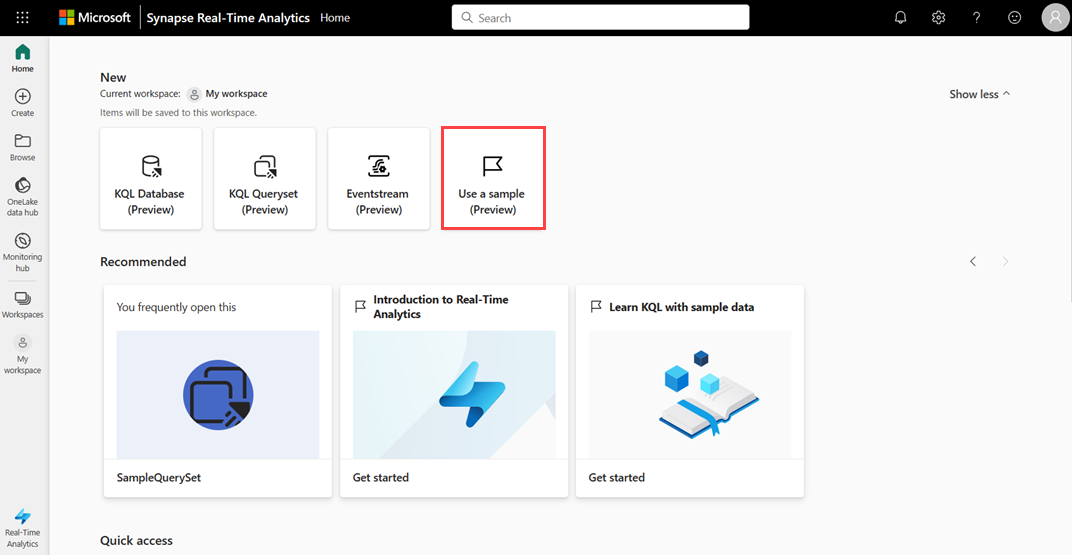 Microsoft Synapse Real-Time Analytics Home
Search
Home
Create
Browse
OneLake
data hub
Monitoring
hub
Workspaces
My
workspace
Real-Time
Analytics
New
Current workspace: My workspace
Show less
Items will be saved to this workspace.
KQL Database
(Preview)
KQL Queryset
(Preview)
Eventstream
(Preview)
Use a sample
(Preview)
Recommended
You frequently open this
SampleQuerySet
Introduction to Real-Time
Analytics
Get started
Learn KQL with sample data
Get started
Quick access